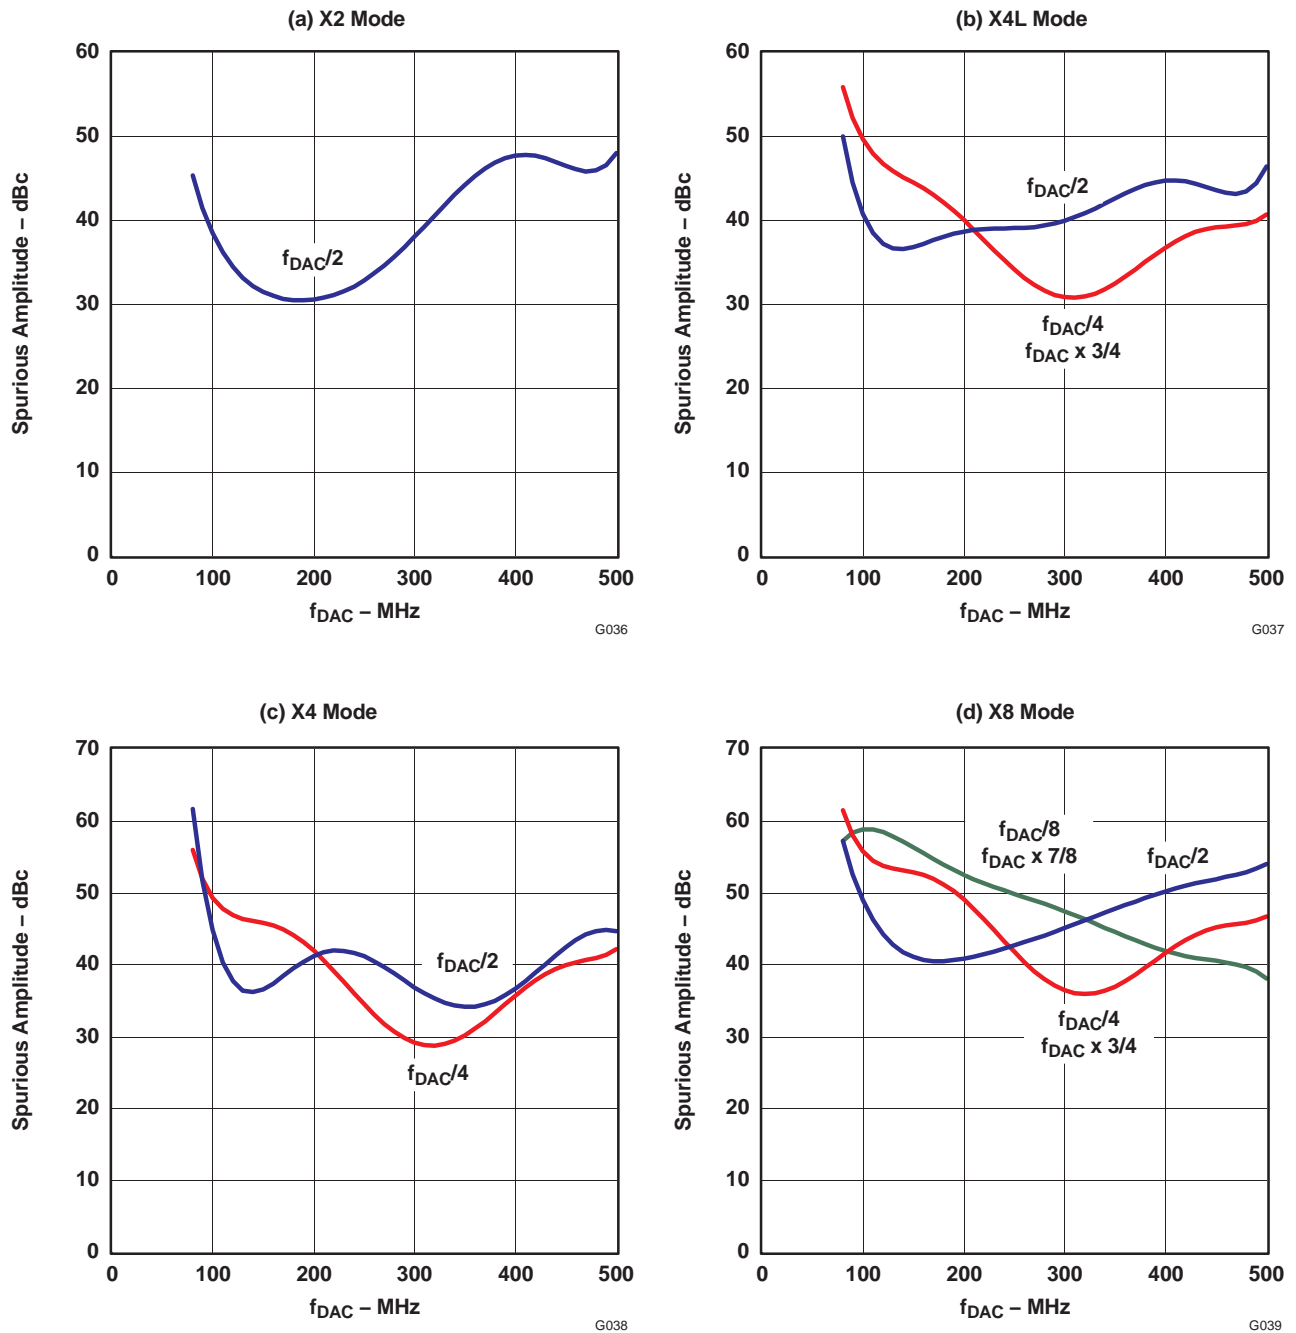 (a) X2 Mode
Spurious Amplitude – dBc
60
50
40
30
20
10
0
fDAC/2
0 100 200 300 400 500
fDAC – MHz
G036
(b) X4L Mode
Spurious Amplitude – dBc
60
50
40
30
20
10
0
fDAC/2
fDAC/4
fDAC x 3/4
0 100 200 300 400 500
fDAC – MHz
G037
(c) X4 Mode
Spurious Amplitude – dBc
70
60
50
40
30
20
10
0
fDAC/2
fDAC/4
0 100 200 300 400 500
fDAC – MHz
G038
(d) X8 Mode
Spurious Amplitude – dBc
70
60
50
40
30
20
10
0
fDAC/8
fDAC x 7/8
fDAC/2
fDAC/4
fDAC x 3/4
0 100 200 300 400 500
fDAC – MHz
G039